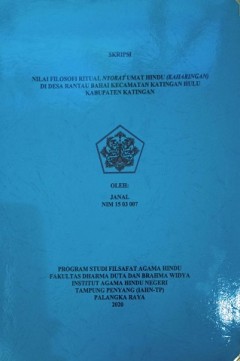 SKRIPSI
NILAI FILOSOFI RITUAL NYOBAT UMAT HINDU (KAHARINGAN)
DI DESA RANTAU BAHAI KECAMATAN KATINGAN HULU
KABUPATEN KATINGAN
OLEH:
JANAL
NIM 15 03 007
PROGRAM STUDI FILSAFAT AGAMA HINDU
FAKULTAS DHARMA DUTA DAN BRAHMA WIDYA
INSTITUT AGAMA HINDU NEGERI
TAMPUNG PENYANG (IAHN-TP)
PALANGKA RAYA
2020